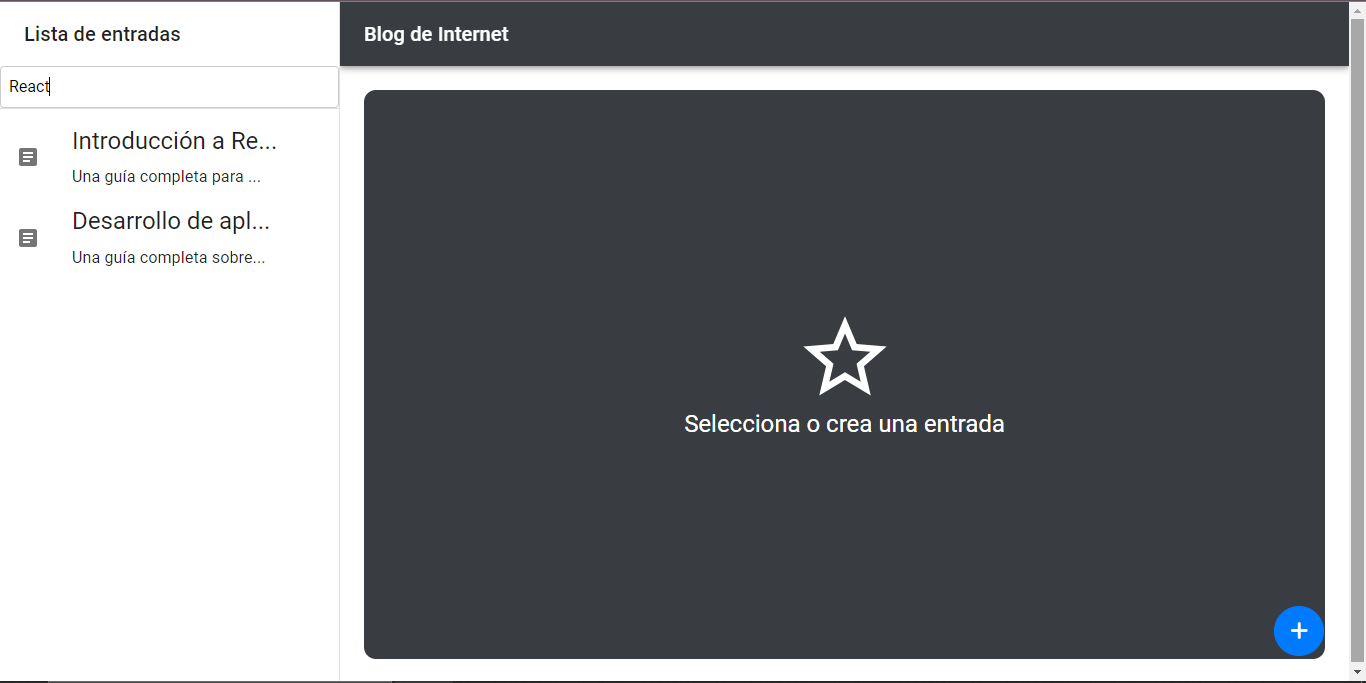 Lista de entradas
React
Introducción a Re...
Una guía completa para ...
Desarrollo de apl...
Una guía completa sobre...
Blog de Internet
Selecciona o crea una entrada
+